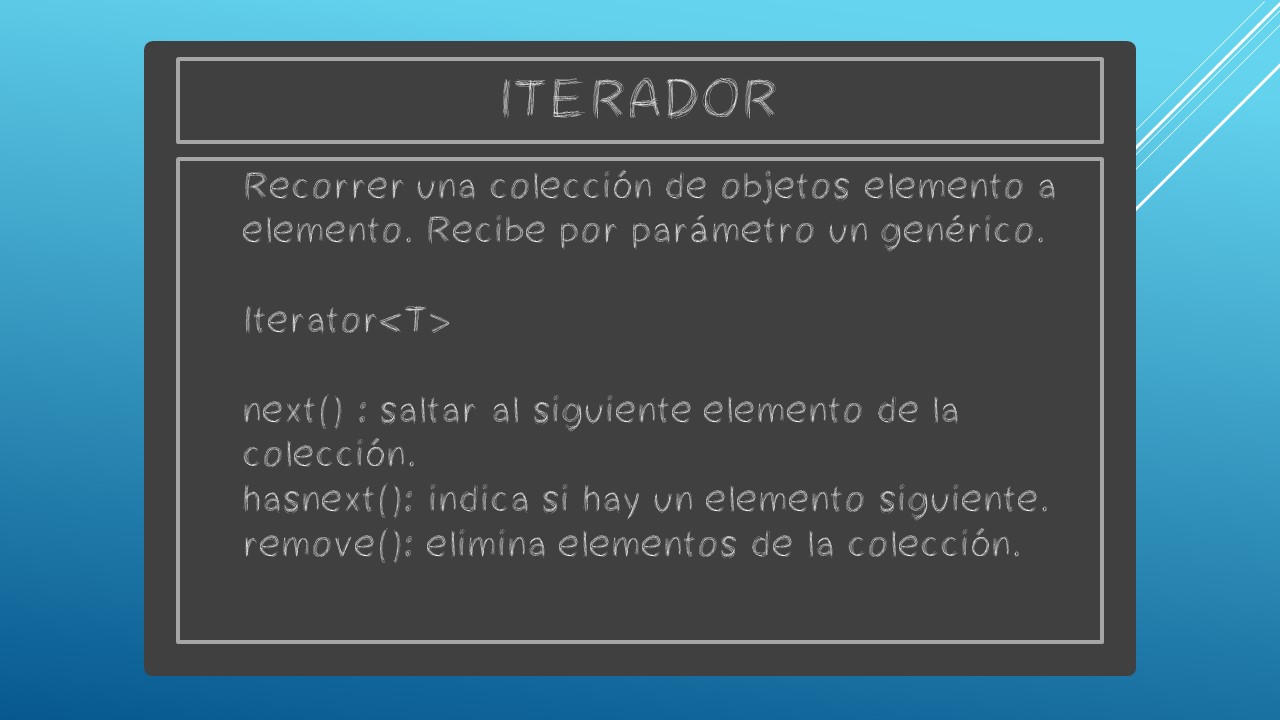 ITERADOR
Recorrer una colección de objetos elemento a
elemento. Recibe por parámetro un genérico.
Iterator<T>
next() : saltar al siguiente elemento de la
colección.
hasnext(): indica si hay un elemento siguiente.
remove(): elimina elementos de la colección.